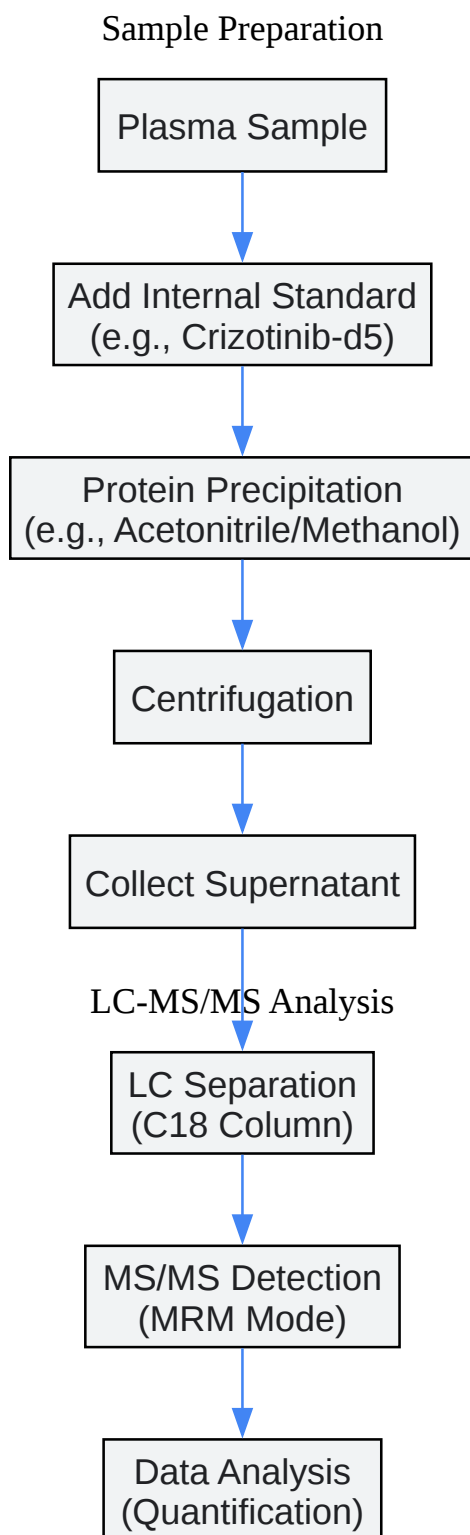 Sample Preparation
Plasma Sample
Add Internal Standard
(e.g., Crizotinib-d5)
Protein Precipitation
(e.g., Acetonitrile/Methanol)
Centrifugation
Collect Supernatant
LC-MS/MS Analysis
LC Separation
(C18 Column)
MS/MS Detection
(MRM Mode)
Data Analysis
(Quantification)